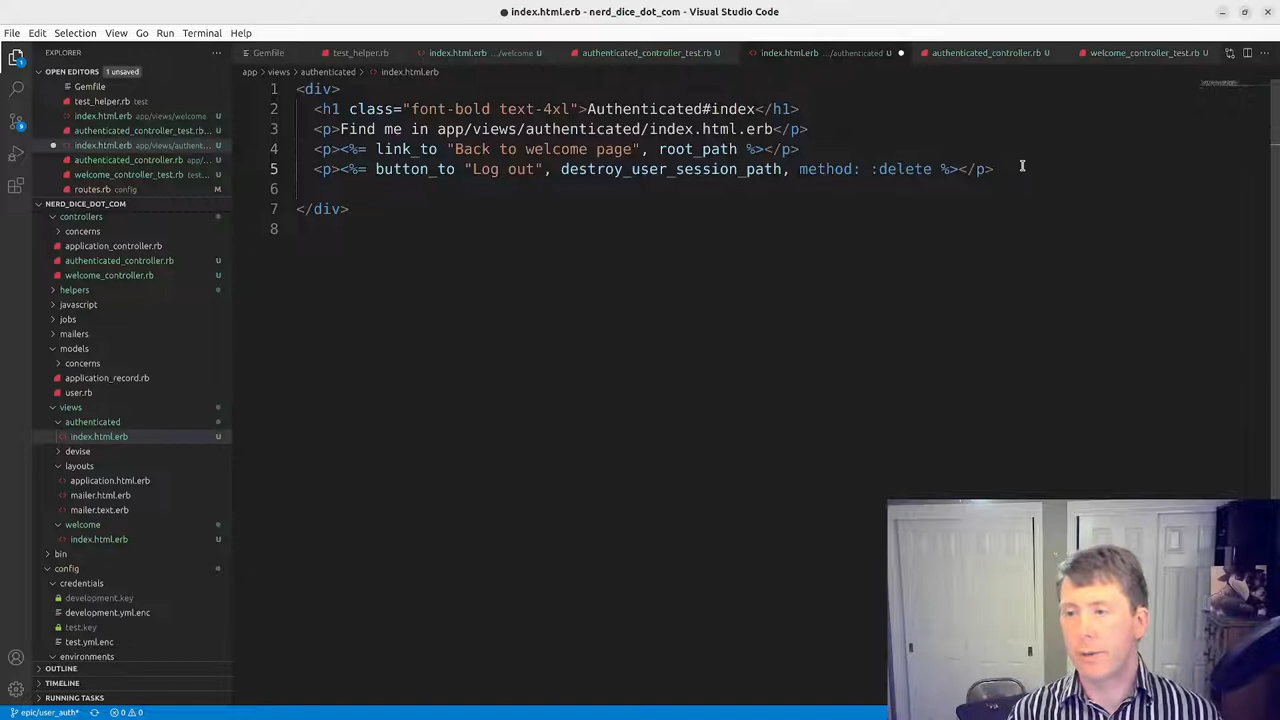 index.html.erb - nerd_dice_dot_com - Visual Studio Code
File Edit Selection View Go Run Terminal Help
EXPLORER
Gemfile test_helper.rb index.html.erb .../welcome authenticated_controller_test.rb U index.html.erb .../authenticated authenticated_controller.rb U welcome_controller_test.rb U
app > views > authenticated > index.html.erb
OPEN EDITORS 1 unsaved
Gemfile
test_helper.rb test
index.html.erb app/views/welcome
authenticated_controller_test.rb...
index.html.erb app/views/authent...
authenticated_controller.rb U
welcome_controller_test.rb U
routes.rb config
NERD_DICE_DOT_COM
controllers
concerns
application_controller.rb
authenticated_controller.rb U
welcome_controller.rb U
helpers
javascript
jobs
mailers
models
concerns
application_record.rb
user.rb
views
authenticated
index.html.erb U
devise
layouts
application.html.erb
mailer.html.erb
mailer.text.erb
welcome
index.html.erb U
bin
config
credentials
development.key
development.yml.enc
test.key
test.yml.enc
environments
OUTLINE
TIMELINE
RUNNING TASKS
1 <div>
2 <h1 class="font-bold text-4xl">Authenticated#index</h1>
3 <p>Find me in app/views/authenticated/index.html.erb</p>
4 <p><%= link_to "Back to welcome page", root_path %></p>
5 <p><%= button_to "Log out", destroy_user_session_path, method: :delete %></p>
6
7 </div>
8
epic/user_auth* 0 0